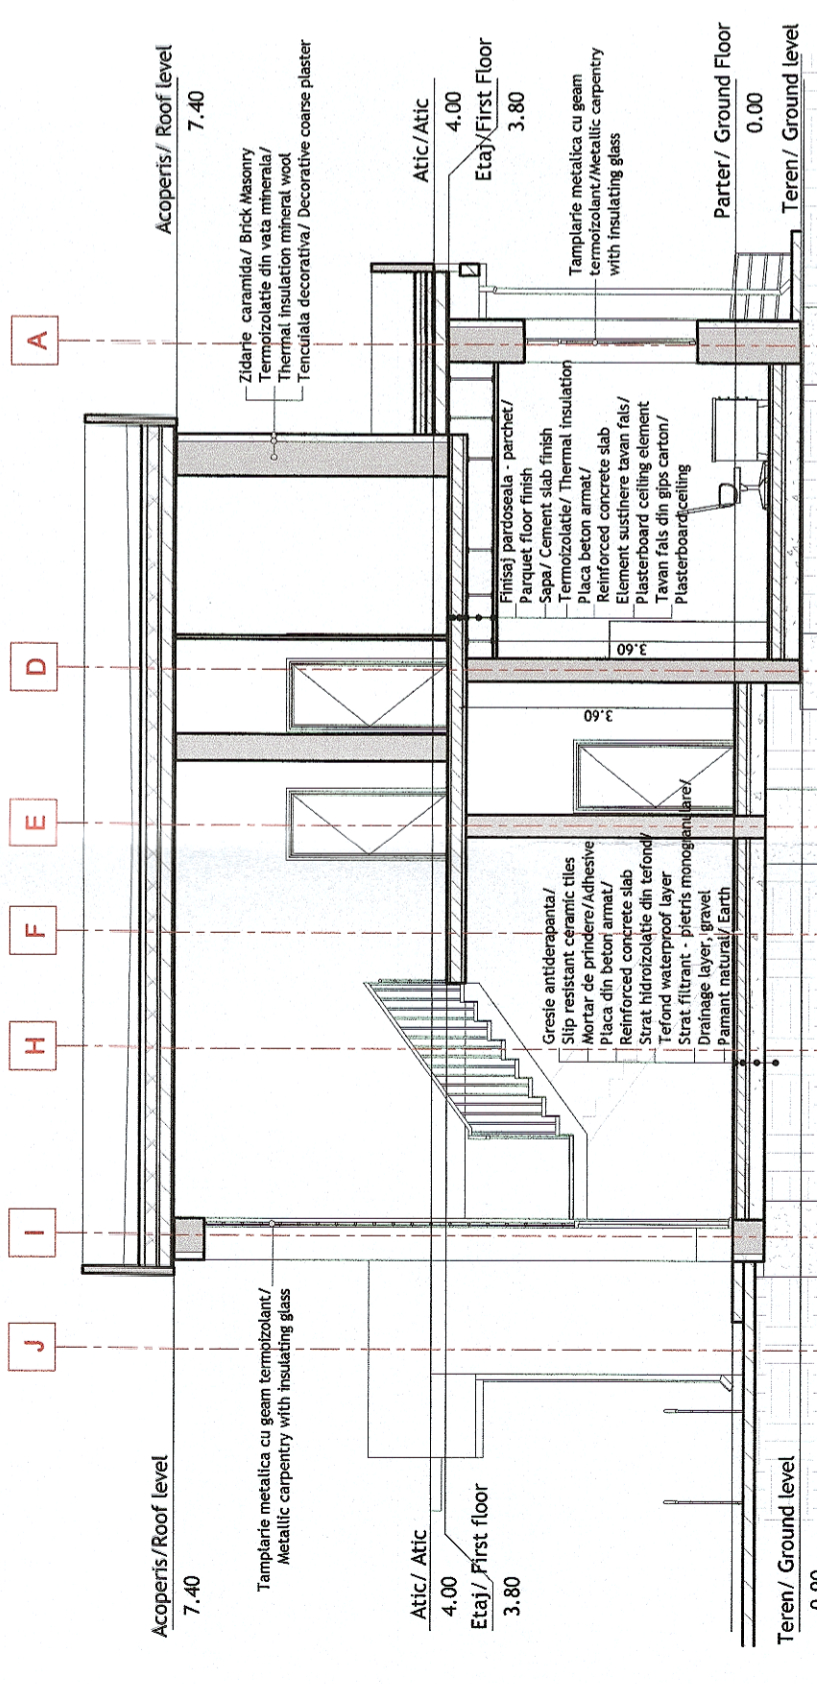 J
I
H
F
E
D
A
Acoperis/Roof level
7.40
Acoperis/ Roof level
7.40
Tamplarie metalica cu geam termoizolant/
Metallic carpentry with insulating glass
Zidarie caramida/ Brick Masonry
Termoizolatie din vata minerala/
Thermal insulation mineral wool
Tencuiala decorativa/ Decorative coarse plaster
Atic/ Atic
4.00
Etaj/ First floor
3.80
Atic/Atic
4.00
Etaj/First Floor
3.80
Tamplarie metalica cu geam
termoizolant/Metallic carpentry
with insulating glass
Finisaj pardoseala - parchet/
Parquet floor finish
Sapa/ Cement slab finish
Termoizolatie/ Thermal insulation
Placa beton armat/
Reinforced concrete slab
Element sustinere tavan fals/
Plasterboard ceiling element
Tavan fals din gips carton/
Plasterboard ceiling
3.60
3.60
Gresie antiderapanta/
Slip resistant ceramic tiles
Mortar de prindere/Adhesive
Placa din beton armat/
Reinforced concrete slab
Strat hidroizolatie din tefond/
Tefond waterproof layer
Strat filtrant - pietris monogranulare/
Drainage layer, gravel
Pamant natural/ Earth
Parter/ Ground Floor
0.00
Teren/ Ground level
Teren/ Ground level